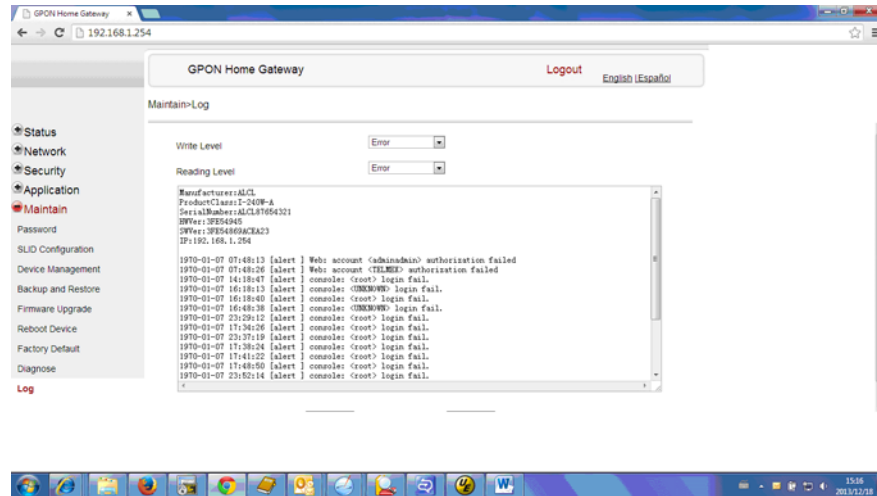 GPON Home Gateway
192.168.1.254
GPON Home Gateway
Logout
English | Español
Maintain>Log
Status
Network
Security
Application
Maintain
Password
SLID Configuration
Device Management
Backup and Restore
Firmware Upgrade
Reboot Device
Factory Default
Diagnose
Log
Write Level
Error
Reading Level
Error
Manufacturer:ALCL
ProductClass:I-240W-A
SerialNumber:ALCL87654321
HWVer:3FE54945
SWVer:3FE54869ACEA23
IP:192.168.1.254
1970-01-07 07:48:13 [alert ] Web: account <adminadmin> authorization failed
1970-01-07 07:48:26 [alert ] Web: account <TELMEX> authorization failed
1970-01-07 14:18:47 [alert ] console: <root> login fail.
1970-01-07 16:18:13 [alert ] console: <UNKNOWN> login fail.
1970-01-07 16:18:40 [alert ] console: <root> login fail.
1970-01-07 16:48:38 [alert ] console: <UNKNOWN> login fail.
1970-01-07 23:29:12 [alert ] console: <root> login fail.
1970-01-07 17:34:26 [alert ] console: <root> login fail.
1970-01-07 23:37:19 [alert ] console: <root> login fail.
1970-01-07 17:38:24 [alert ] console: <root> login fail.
1970-01-07 17:41:22 [alert ] console: <root> login fail.
1970-01-07 17:48:50 [alert ] console: <root> login fail.
1970-01-07 23:52:14 [alert ] console: <root> login fail.
15:16
2013/12/18